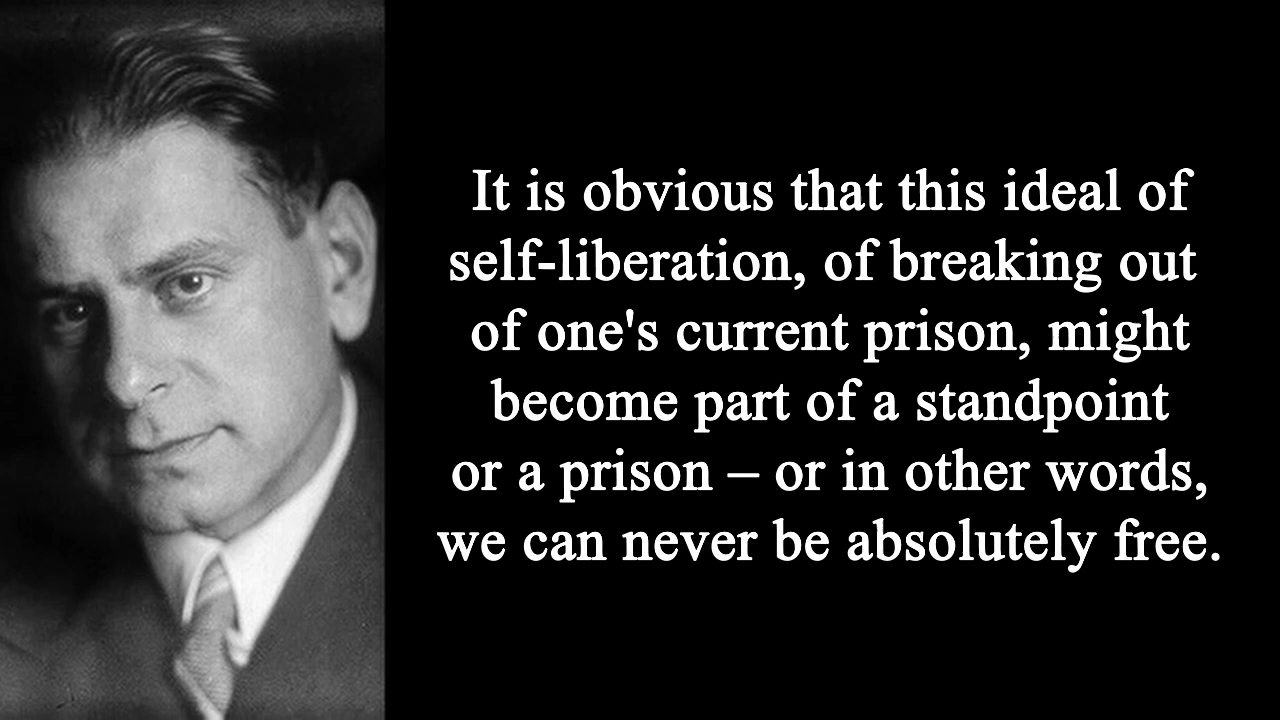 It is obvious that this ideal of
self-liberation, of breaking out
of one's current prison, might
become part of a standpoint
or a prison – or in other words,
we can never be absolutely free.